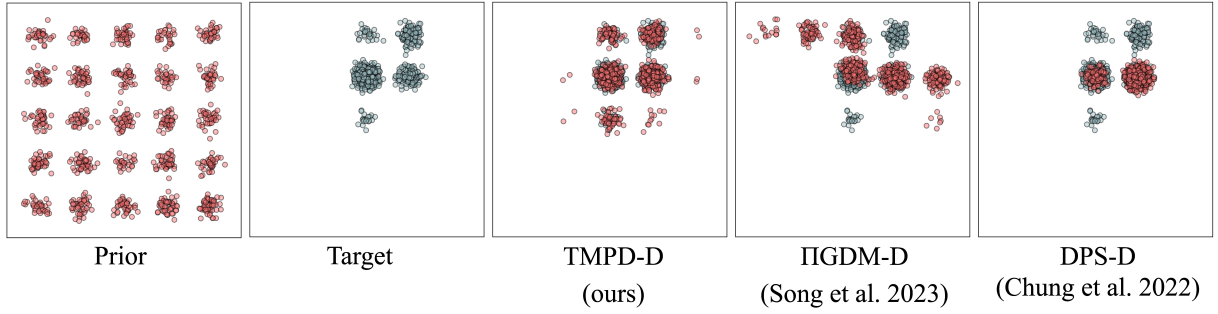 Prior
Target
TMPD-D
(ours)
ΠGDM-D
(Song et al. 2023)
DPS-D
(Chung et al. 2022)